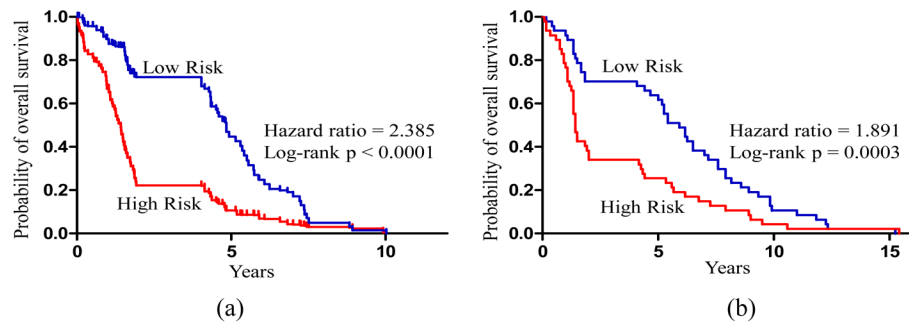 Probability of overall survival
1.0
0.8
0.6
0.4
0.2
0.0
Low Risk
Hazard ratio = 2.385
Log-rank p < 0.0001
High Risk
0
5
10
Years
(a)
Probability of overall survival
1.0
0.8
0.6
0.4
0.2
0.0
Low Risk
Hazard ratio = 1.891
Log-rank p = 0.0003
High Risk
0
5
10
15
Years
(b)